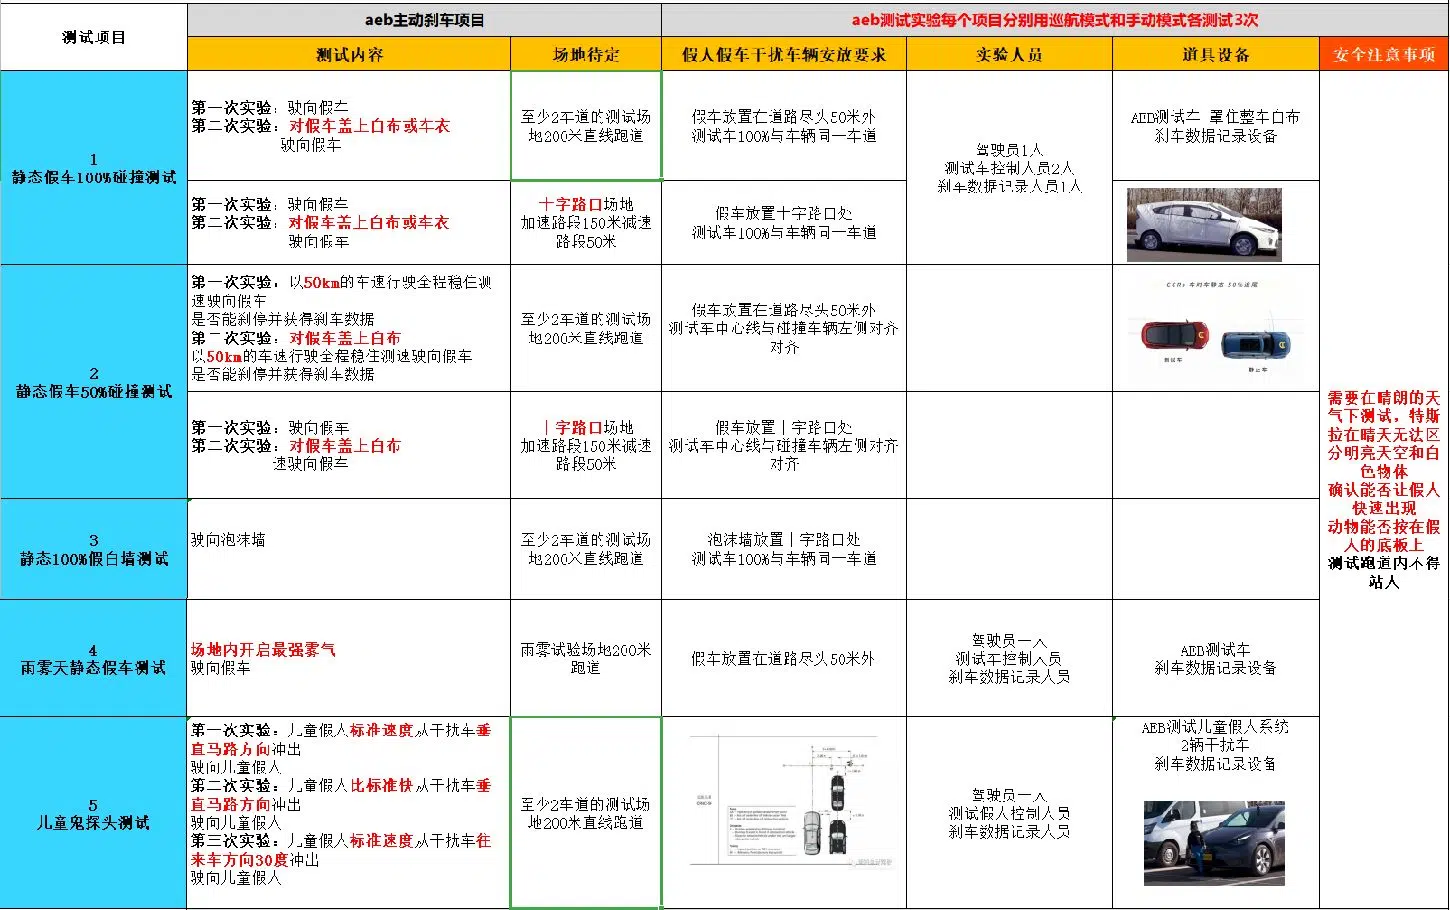 测试项目
aeb主动刹车项目
aeb测试实验每个项目分别用巡航模式和手动模式各测试3次
测试内容
场地待定
假人假车干扰车辆安放要求
实验人员
道具设备
安全注意事项
1
静态假车100%碰撞测试
第一次实验：驶向假车
第二次实验：对假车盖上白布或车衣
驶向假车
至少2车道的测试场
地200米直线跑道
假车放置在道路尽头50米外
测试车100%与车辆同一车道
驾驶员1人
测试车控制人员2人
刹车数据记录人员1人
AEB测试车 罩住整车白布
刹车数据记录设备
第一次实验：驶向假车
第二次实验：对假车盖上白布或车衣
驶向假车
十字路口场地
加速路段150米减速
路段50米
假车放置十字路口处
测试车100%与车辆同一车道
2
静态假车50%碰撞测试
第一次实验：以50km的车速行驶全程稳住测
速驶向假车
是否能刹停并获得刹车数据
第二次实验：对假车盖上白布
以50km的车速行驶全程稳住测速驶向假车
是否能刹停并获得刹车数据
至少2车道的测试场
地200米直线跑道
假车放置在道路尽头50米外
测试车中心线与碰撞车辆左侧对齐
对齐
CCRs 车对车静态 50%追尾
测试车
静止车
第一次实验：驶向假车
第二次实验：对假车盖上白布
速驶向假车
十字路口场地
加速路段150米减速
路段50米
假车放置十字路口处
测试车中心线与碰撞车辆左侧对齐
对齐
3
静态100%假白墙测试
驶向泡沫墙
至少2车道的测试场
地200米直线跑道
泡沫墙放置十字路口处
测试车100%与车辆同一车道
4
雨雾天静态假车测试
场地内开启最强雾气
驶向假车
雨雾试验场地200米
跑道
假车放置在道路尽头50米外
驾驶员一人
测试车控制人员
刹车数据记录人员
AEB测试车
刹车数据记录设备
5
儿童鬼探头测试
第一次实验：儿童假人标准速度从干扰车垂
直马路方向冲出
驶向儿童假人
第二次实验：儿童假人比标准快从干扰车垂
直马路方向冲出
驶向儿童假人
第三次实验：儿童假人标准速度从干扰车往
来车方向30度冲出
驶向儿童假人
至少2车道的测试场
地200米直线跑道
驾驶员一人
测试假人控制人员
刹车数据记录人员
AEB测试儿童假人系统
2辆干扰车
刹车数据记录设备
需要在晴朗的天
气下测试，特斯
拉在晴天无法区
分明亮天空和白
色物体
确认能否让假人
快速出现
动物能否按在假
人的底板上
测试跑道内不得
站人